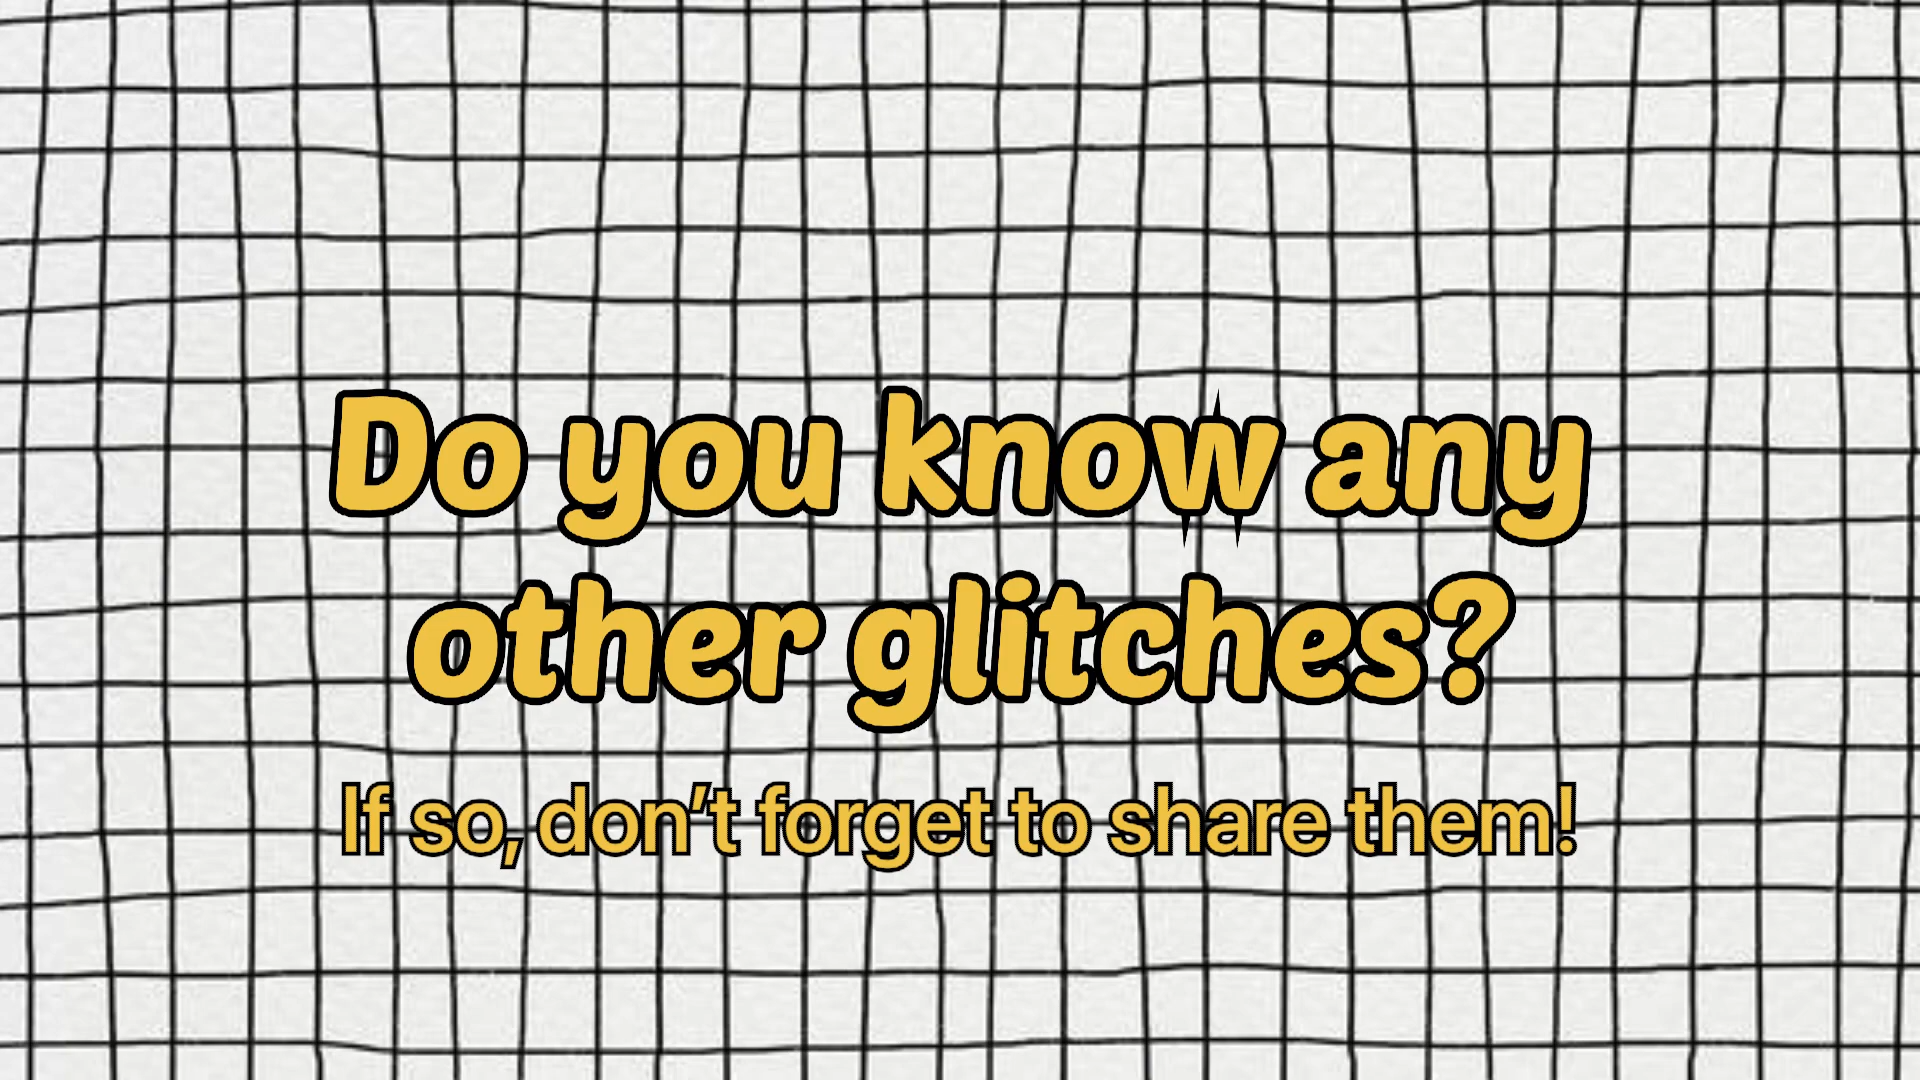 Do you know any
other glitches?
If so, don’t forget to share them!